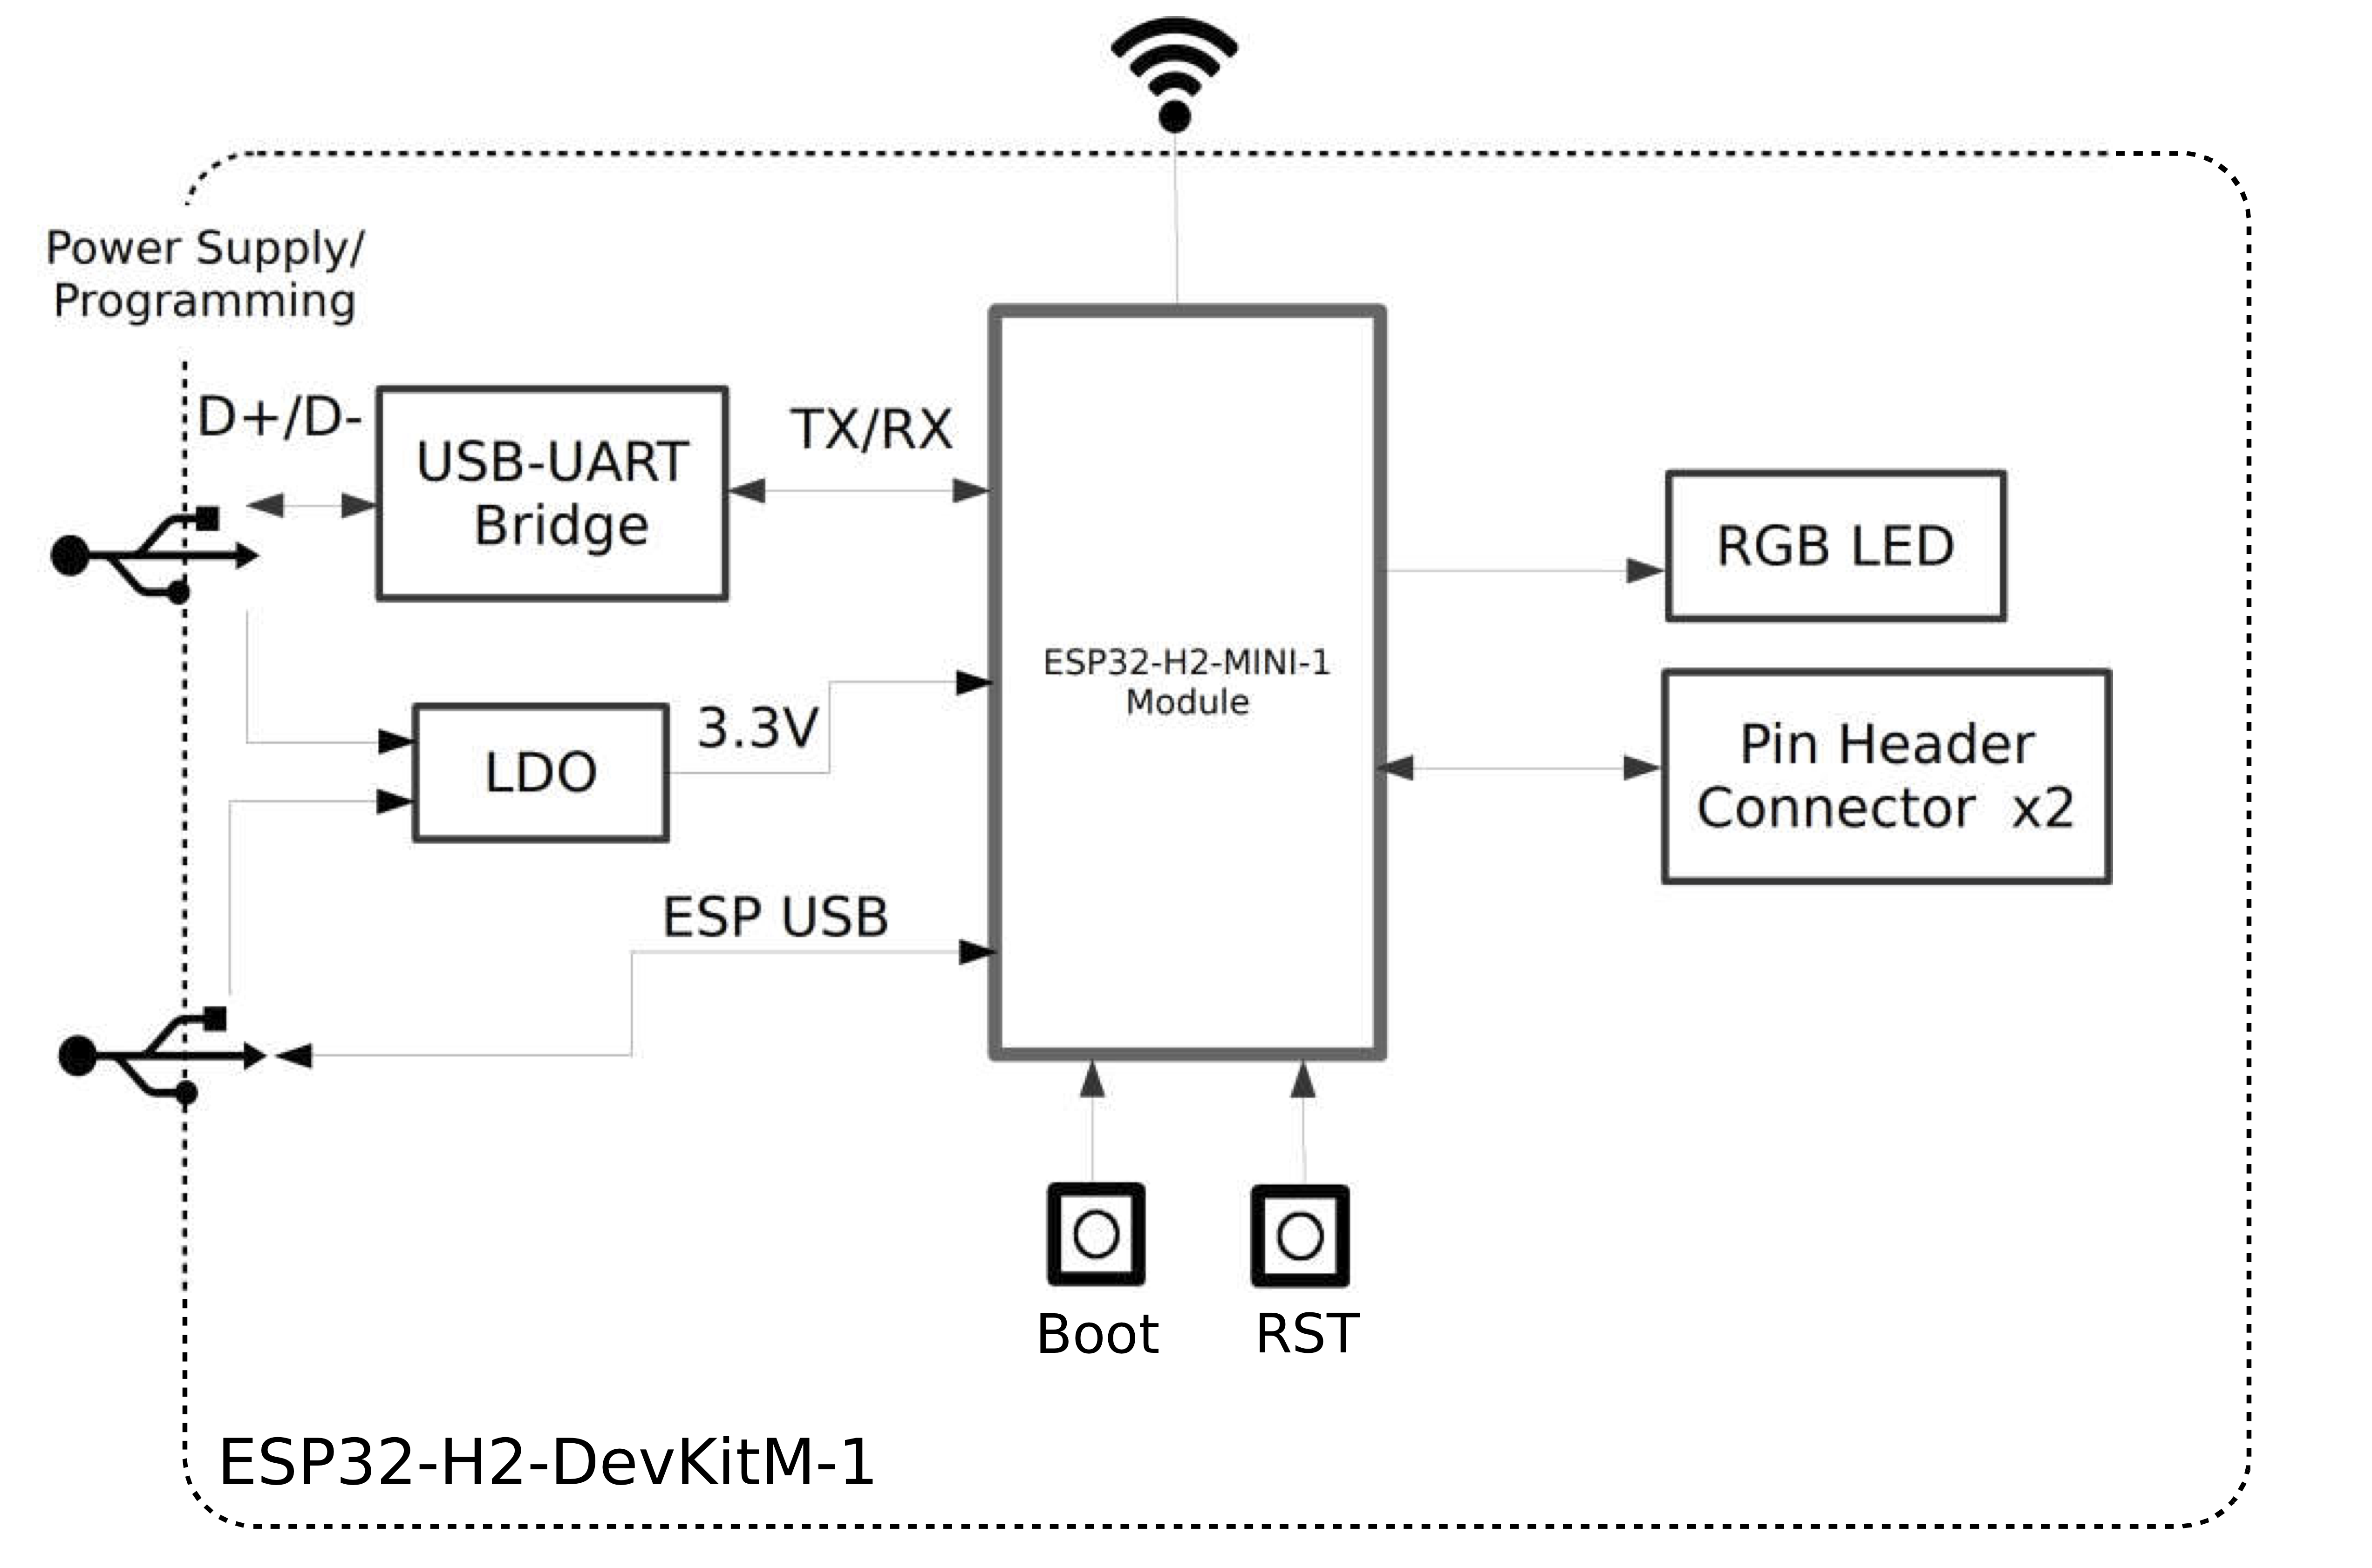 Power Supply/
Programming
D+/D-
USB-UART
Bridge
TX/RX
LDO
3.3V
ESP USB
ESP32-H2-MINI-1
Module
RGB LED
Pin Header
Connector  x2
Boot
RST
ESP32-H2-DevKitM-1